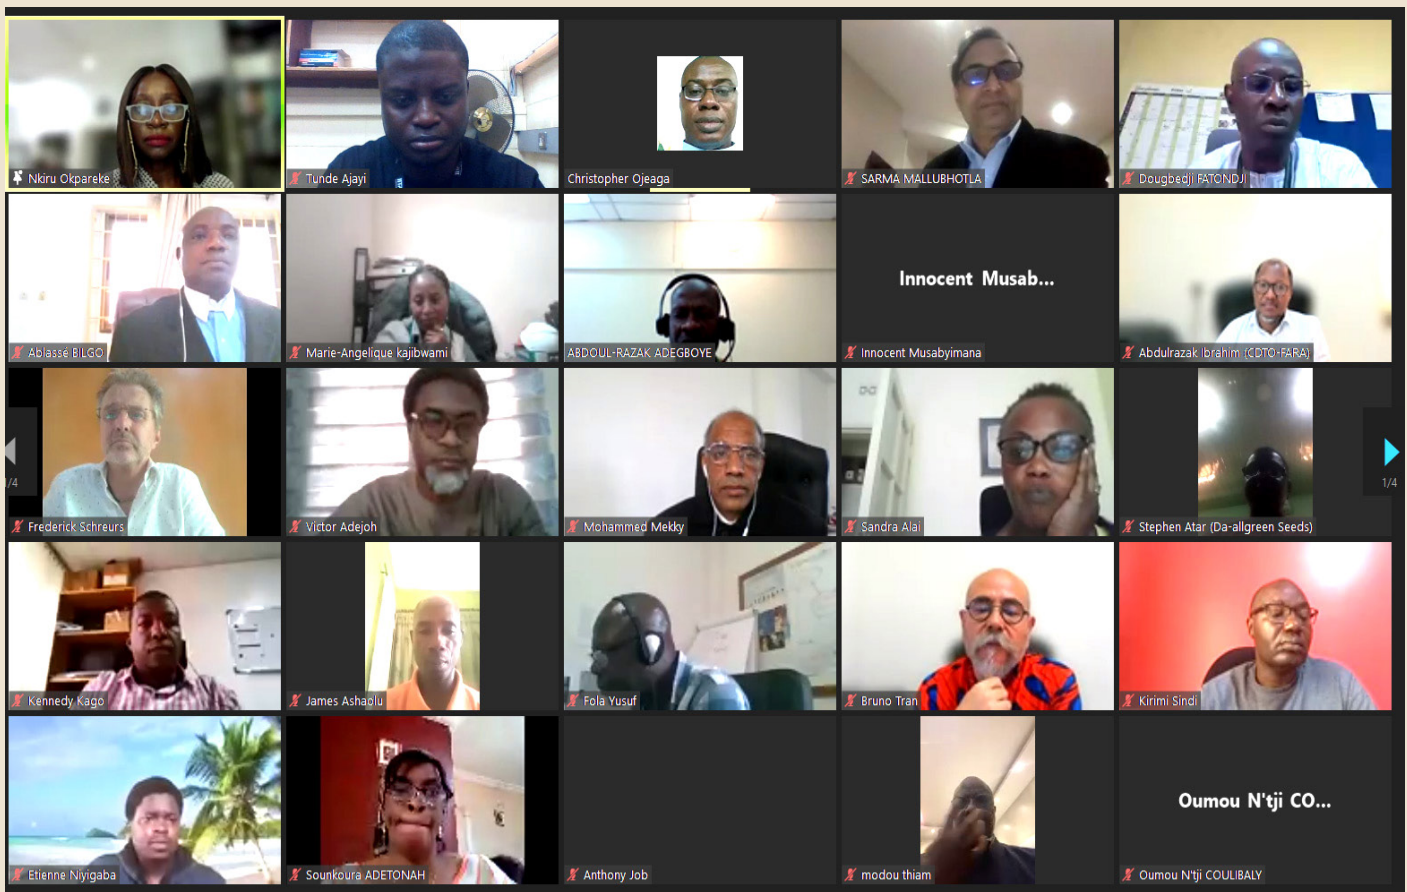 Nkiru Okpareke
Tunde Ajayi
Christopher Ojeaga
SARMA MALLUBHOTLA
Dougbedji FATONDJI
Abiassé BILGO
Marie-Angelique kajibwami
ABDOUL-RAZAK ADEGBOYE
Innocent Musab...
Innocent Musabyimana
Abdulrazak Ibrahim (CDTO-FARA)
Frederick Schreurs
Victor Adejoh
Mohammed Mekky
Sandra Alai
Stephen Atar (Da-allgreen Seeds)
1/4
1/4
Kennedy Kago
James Ashaolu
Fola Yusuf
Bruno Tran
Kirimi Sindi
Etienne Niyigaba
Sounkoura ADETONAH
Anthony Job
modou thiam
Oumou N'tji CO...
Oumou N'tji COULIBALY